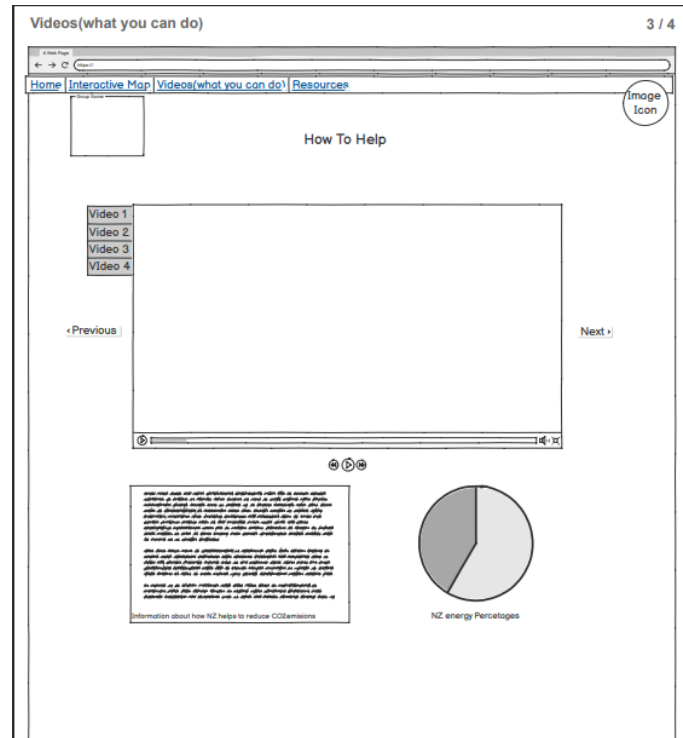 Videos(what you can do)
3 / 4
A Web Page
https://
Home Interactive Map Videos(what you can do) Resources
Image
Icon
Group Name
How To Help
Video 1
Video 2
Video 3
VIdeo 4
Previous
Next
Information about how NZ helps to reduce CO2emisions
NZ energy Percetages